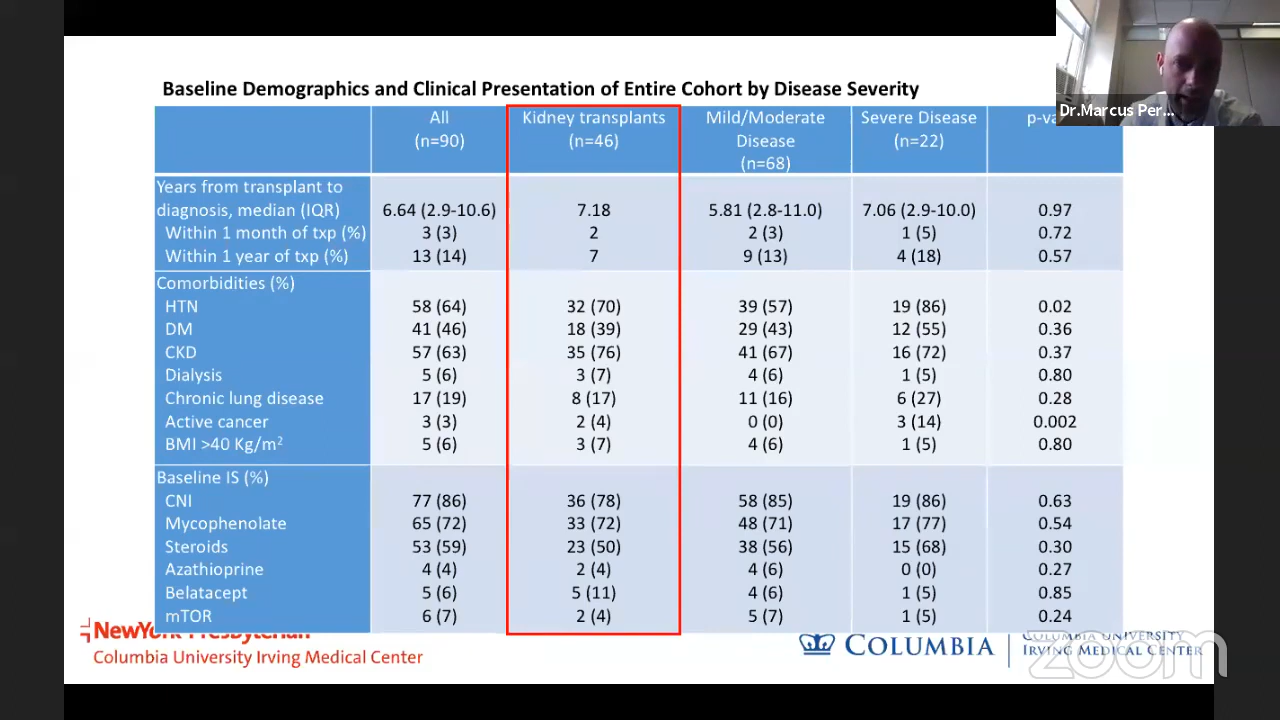 Dr.Marcus Per...
Baseline Demographics and Clinical Presentation of Entire Cohort by Disease Severity
All (n=90) Kidney transplants (n=46) Mild/Moderate Disease (n=68) Severe Disease (n=22) p-va
Years from transplant to
diagnosis, median (IQR) 6.64 (2.9-10.6) 7.18 5.81 (2.8-11.0) 7.06 (2.9-10.0) 0.97
Within 1 month of txp (%) 3 (3) 2 2 (3) 1 (5) 0.72
Within 1 year of txp (%) 13 (14) 7 9 (13) 4 (18) 0.57
Comorbidities (%)
HTN 58 (64) 32 (70) 39 (57) 19 (86) 0.02
DM 41 (46) 18 (39) 29 (43) 12 (55) 0.36
CKD 57 (63) 35 (76) 41 (67) 16 (72) 0.37
Dialysis 5 (6) 3 (7) 4 (6) 1 (5) 0.80
Chronic lung disease 17 (19) 8 (17) 11 (16) 6 (27) 0.28
Active cancer 3 (3) 2 (4) 0 (0) 3 (14) 0.002
BMI >40 Kg/m² 5 (6) 3 (7) 4 (6) 1 (5) 0.80
Baseline IS (%)
CNI 77 (86) 36 (78) 58 (85) 19 (86) 0.63
Mycophenolate 65 (72) 33 (72) 48 (71) 17 (77) 0.54
Steroids 53 (59) 23 (50) 38 (56) 15 (68) 0.30
Azathioprine 4 (4) 2 (4) 4 (6) 0 (0) 0.27
Belatacept 5 (6) 5 (11) 4 (6) 1 (5) 0.85
mTOR 6 (7) 2 (4) 5 (7) 1 (5) 0.24
NewYork Presbyterian
Columbia University Irving Medical Center
COLUMBIA
COLUMBIA UNIVERSITY
IRVING MEDICAL CENTER
zoom